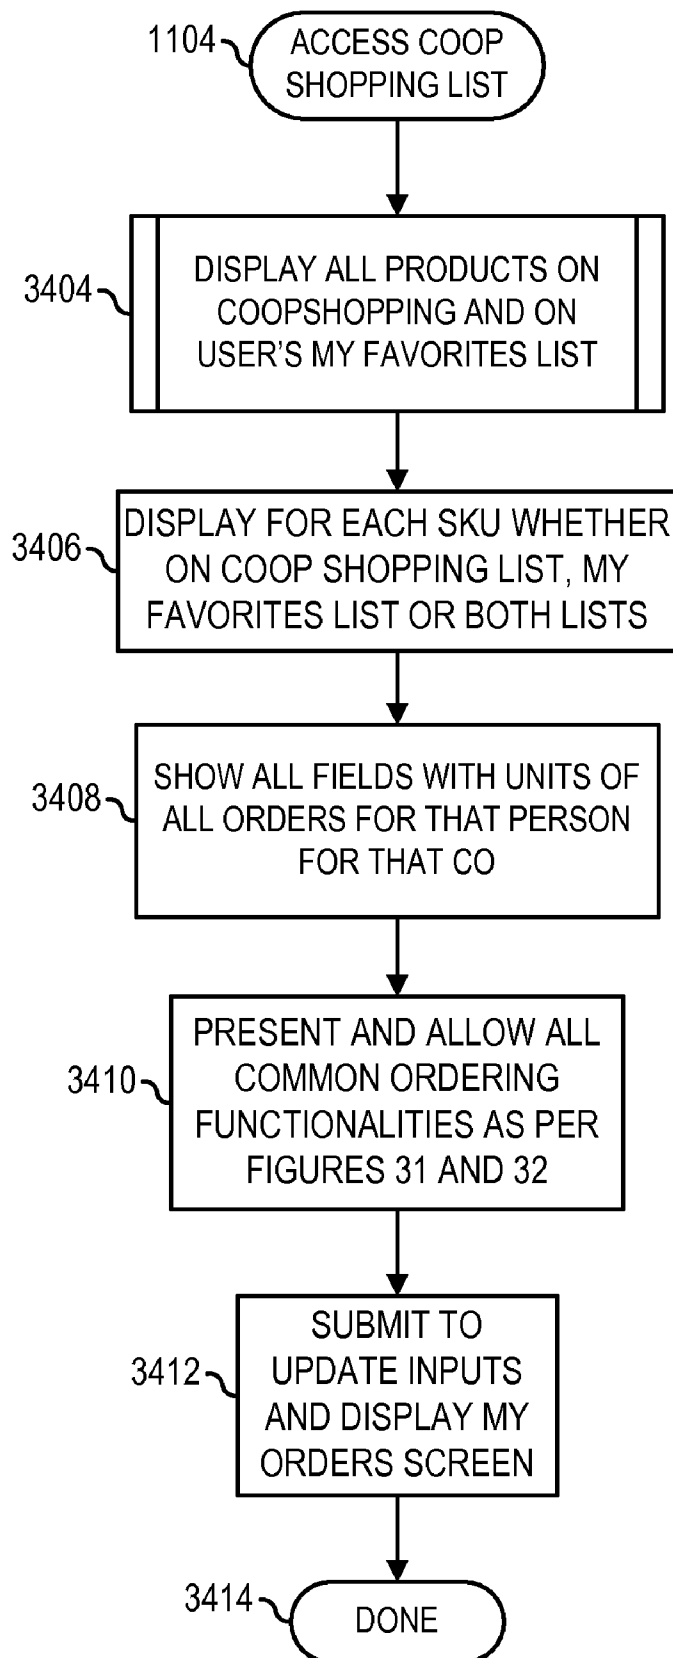 1104
ACCESS COOP
SHOPPING LIST
3404
DISPLAY ALL PRODUCTS ON
COOPSHOPPING AND ON
USER'S MY FAVORITES LIST
3406
DISPLAY FOR EACH SKU WHETHER
ON COOP SHOPPING LIST, MY
FAVORITES LIST OR BOTH LISTS
3408
SHOW ALL FIELDS WITH UNITS OF
ALL ORDERS FOR THAT PERSON
FOR THAT CO
3410
PRESENT AND ALLOW ALL
COMMON ORDERING
FUNCTIONALITIES AS PER
FIGURES 31 AND 32
3412
SUBMIT TO
UPDATE INPUTS
AND DISPLAY MY
ORDERS SCREEN
3414
DONE